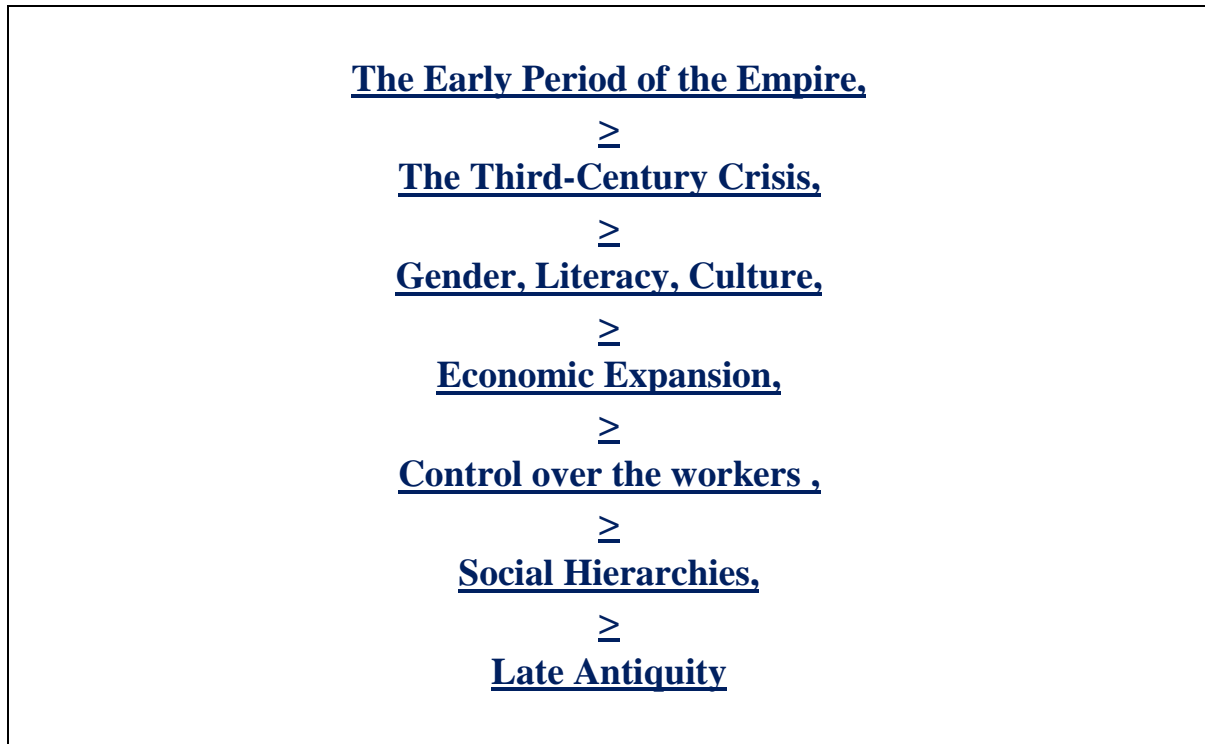 The Early Period of the Empire,
>
The Third-Century Crisis,
>
Gender, Literacy, Culture,
>
Economic Expansion,
>
Control over the workers ,
>
Social Hierarchies,
>
Late Antiquity